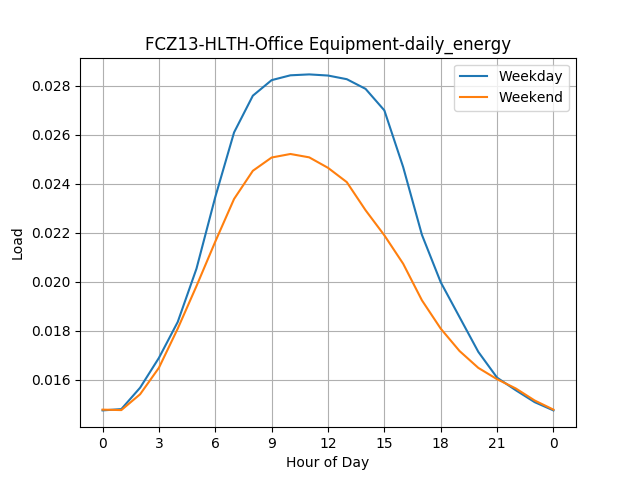 FCZ13-HLTH-Office Equipment-daily_energy
Weekday
Weekend
0.028
0.026
0.024
0.022
0.020
0.018
0.016
Load
0 3 6 9 12 15 18 21 0
Hour of Day